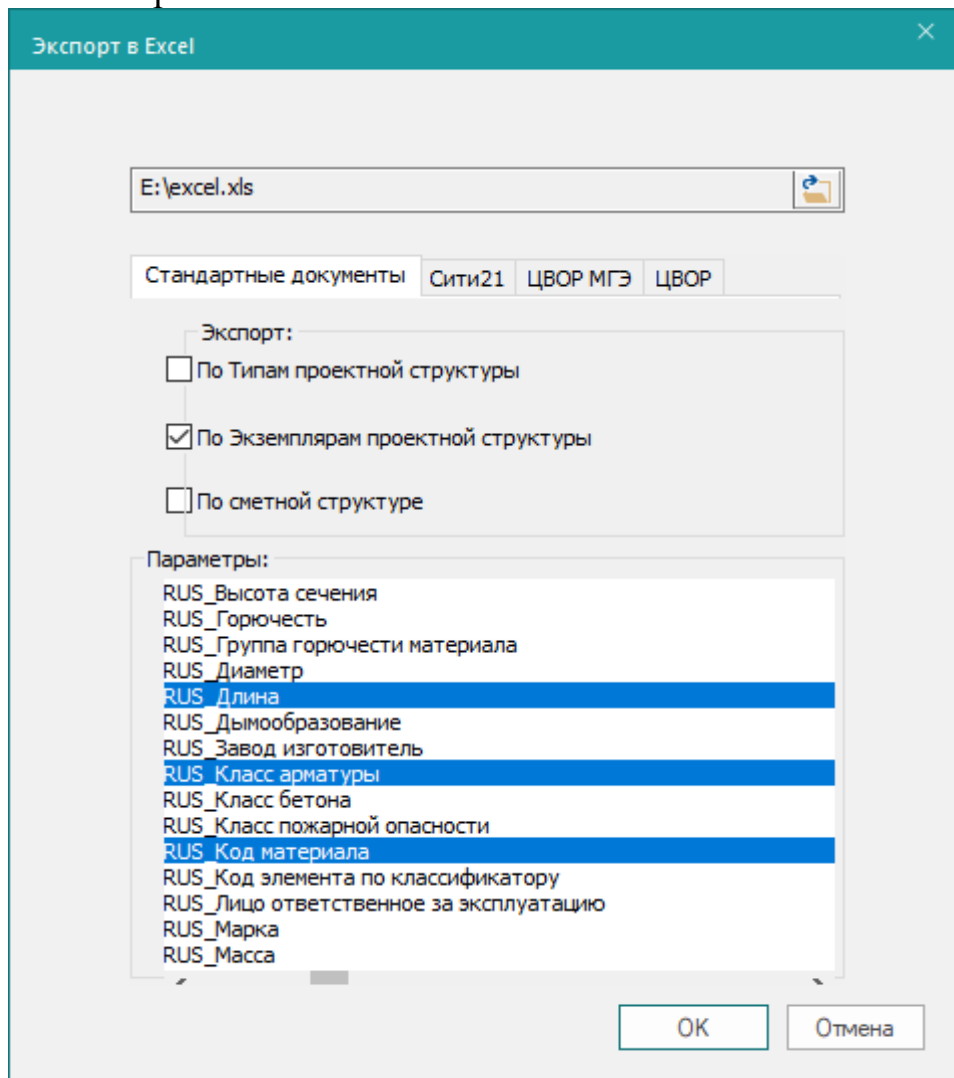 Экспорт в Excel
E:\excel.xls
Стандартные документы Сити21 ЦВОР МГЭ ЦВОР
Экспорт:
По Типам проектной структуры
По Экземплярам проектной структуры
По сметной структуре
Параметры:
RUS_Высота сечения
RUS_Горючесть
RUS_Группа горючести материала
RUS_Диаметр
RUS_Длина
RUS_Дымообразование
RUS_Завод изготовитель
RUS_Класс арматуры
RUS_Класс бетона
RUS_Класс пожарной опасности
RUS_Код материала
RUS_Код элемента по классификатору
RUS_Лицо ответственное за эксплуатацию
RUS_Марка
RUS_Масса
OK Отмена